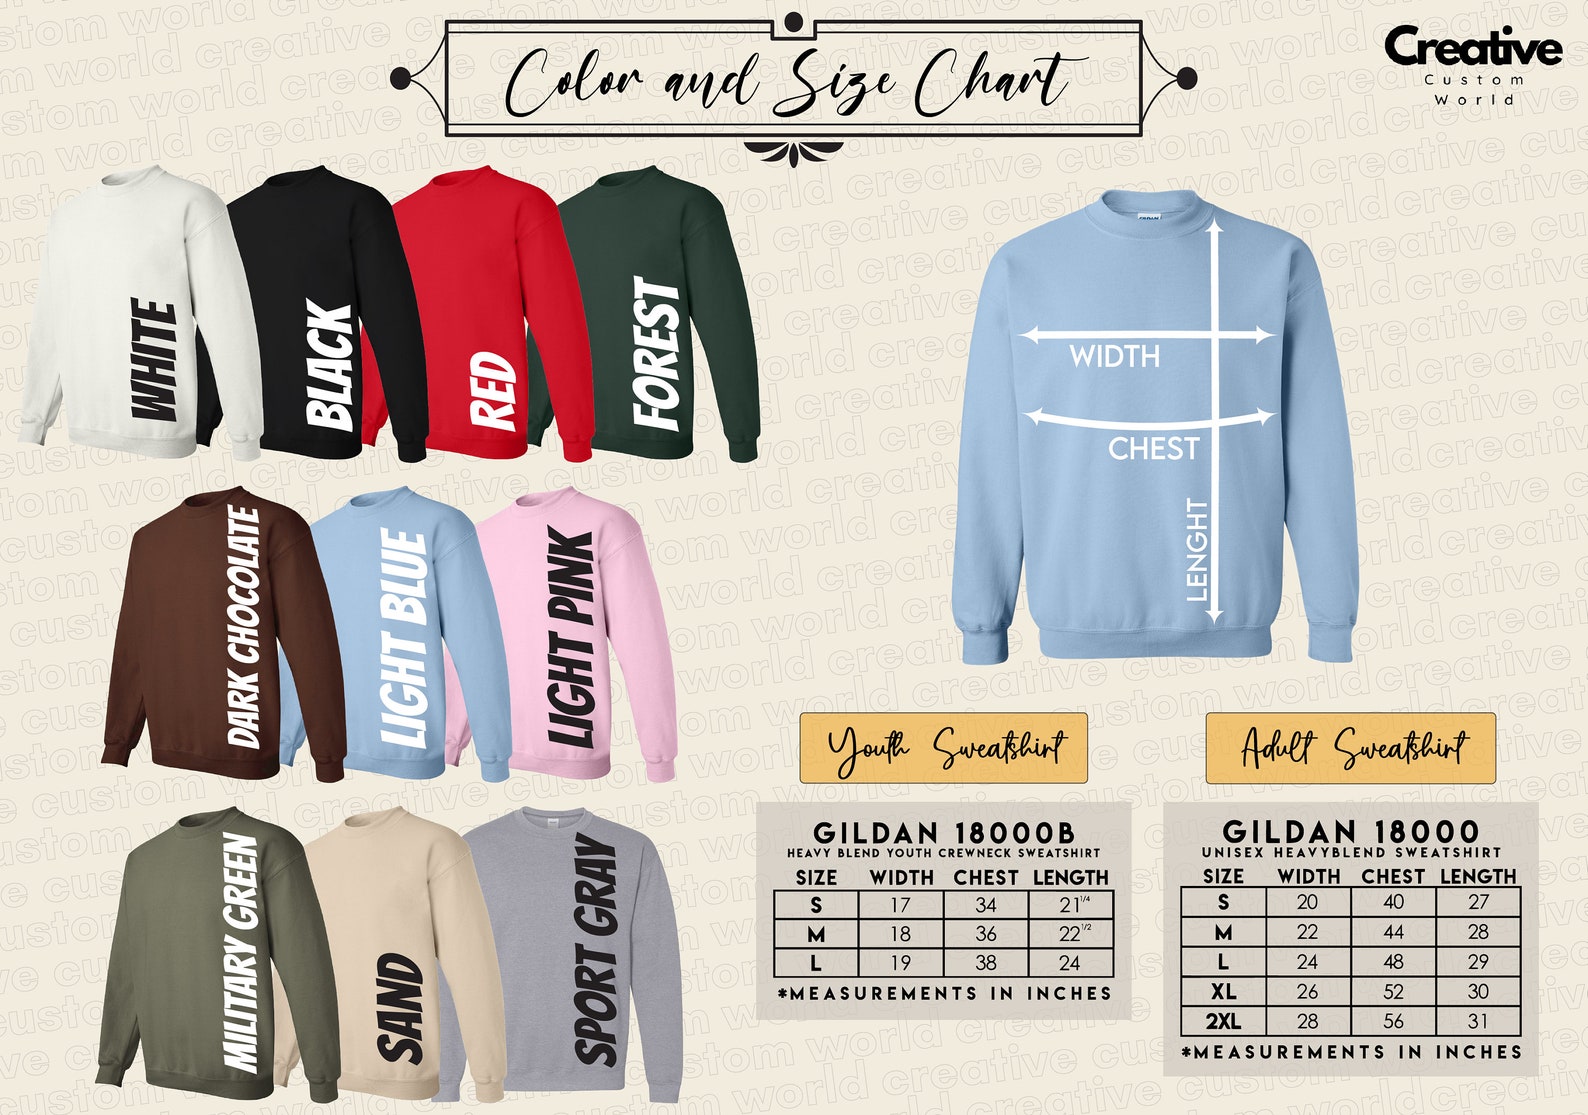 Color and Size Chart
Creative
Custom
World
WHITE
BLACK
RED
FOREST
DARK CHOCOLATE
LIGHT BLUE
LIGHT PINK
MILITARY GREEN
SAND
SPORT GRAY
GILDAN
WIDTH
CHEST
LENGHT
Youth Sweatshirt
GILDAN 18000B
HEAVY BLEND YOUTH CREWNECK SWEATSHIRT
SIZE WIDTH CHEST LENGTH
S 17 34 21 1/4
M 18 36 22 1/2
L 19 38 24
*MEASUREMENTS IN INCHES
Adult Sweatshirt
GILDAN 18000
UNISEX HEAVYBLEND SWEATSHIRT
SIZE WIDTH CHEST LENGTH
S 20 40 27
M 22 44 28
L 24 48 29
XL 26 52 30
2XL 28 56 31
*MEASUREMENTS IN INCHES